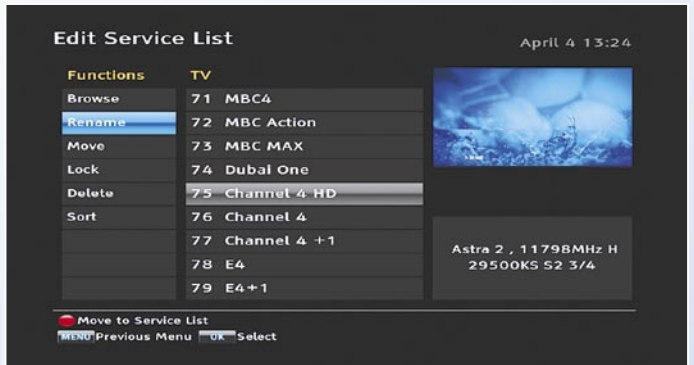 Edit Service List
April 4 13:24
Functions
TV
Browse
71 MBC4
Rename
72 MBC Action
Move
73 MBC MAX
Lock
74 Dubai One
Delete
75 Channel 4 HD
Sort
76 Channel 4
77 Channel 4 +1
78 E4
79 E4+1
Astra 2 , 11798MHz H
29500KS S2 3/4
Move to Service List
MENU Previous Menu OK Select